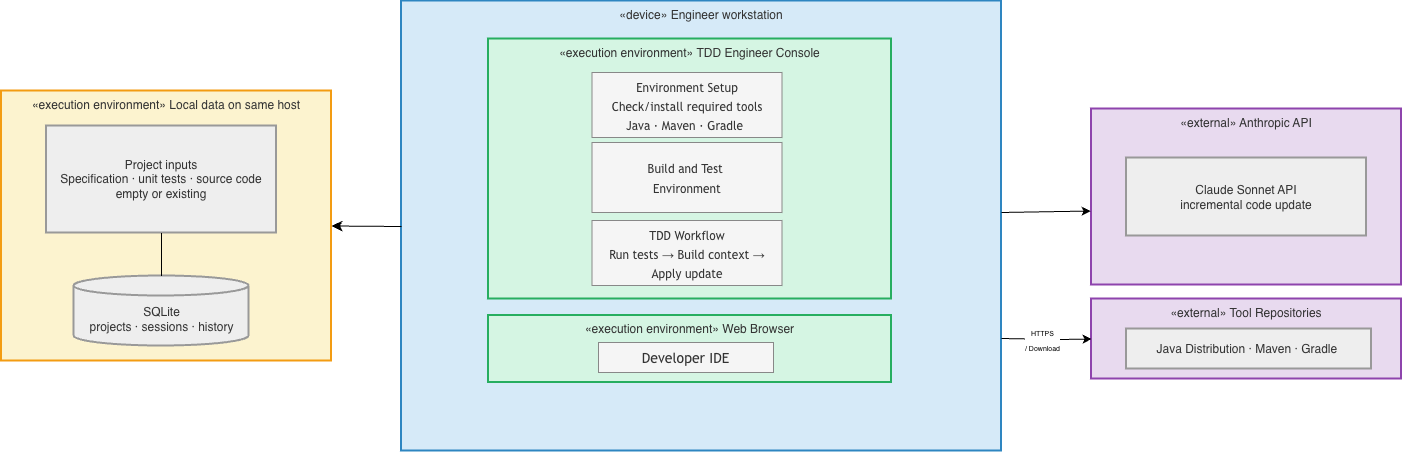 «device» Engineer workstation
«execution environment» TDD Engineer Console
Environment Setup
Check/install required tools
Java · Maven · Gradle
Build and Test
Environment
TDD Workflow
Run tests → Build context →
Apply update
«execution environment» Web Browser
Developer IDE
«execution environment» Local data on same host
Project inputs
Specification · unit tests · source code
empty or existing
SQLite
projects · sessions · history
«external» Anthropic API
Claude Sonnet API
incremental code update
HTTPS
/ Download
«external» Tool Repositories
Java Distribution · Maven · Gradle